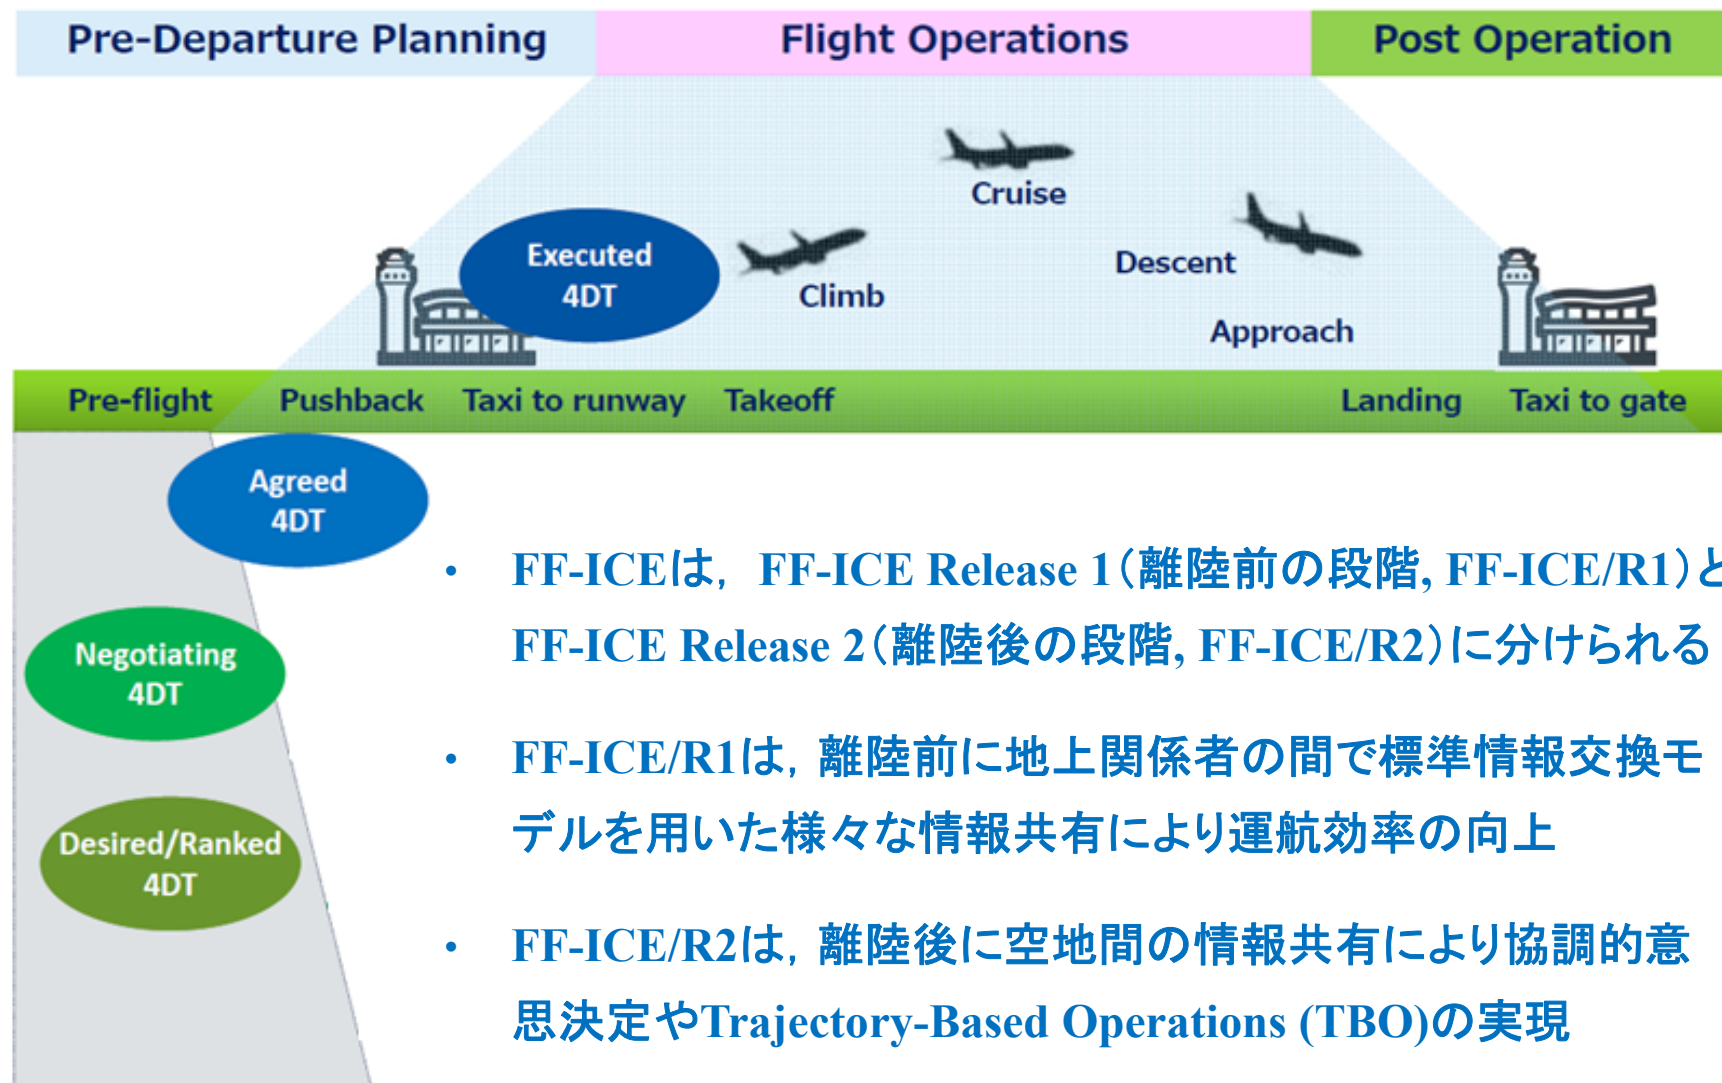 Pre-Departure Planning
Flight Operations
Post Operation
Cruise
Executed
4DT
Climb
Descent
Approach
Pre-flight
Pushback
Taxi to runway
Takeoff
Landing
Taxi to gate
Agreed
4DT
Negotiating
4DT
Desired/Ranked
4DT
• FF-ICEは，FF-ICE Release 1（離陸前の段階, FF-ICE/R1）と
FF-ICE Release 2（離陸後の段階, FF-ICE/R2）に分けられる
• FF-ICE/R1は，離陸前に地上関係者の間で標準情報交換モ
デルを用いた様々な情報共有により運航効率の向上
• FF-ICE/R2は，離陸後に空地間の情報共有により協調的意
思決定やTrajectory-Based Operations (TBO)の実現